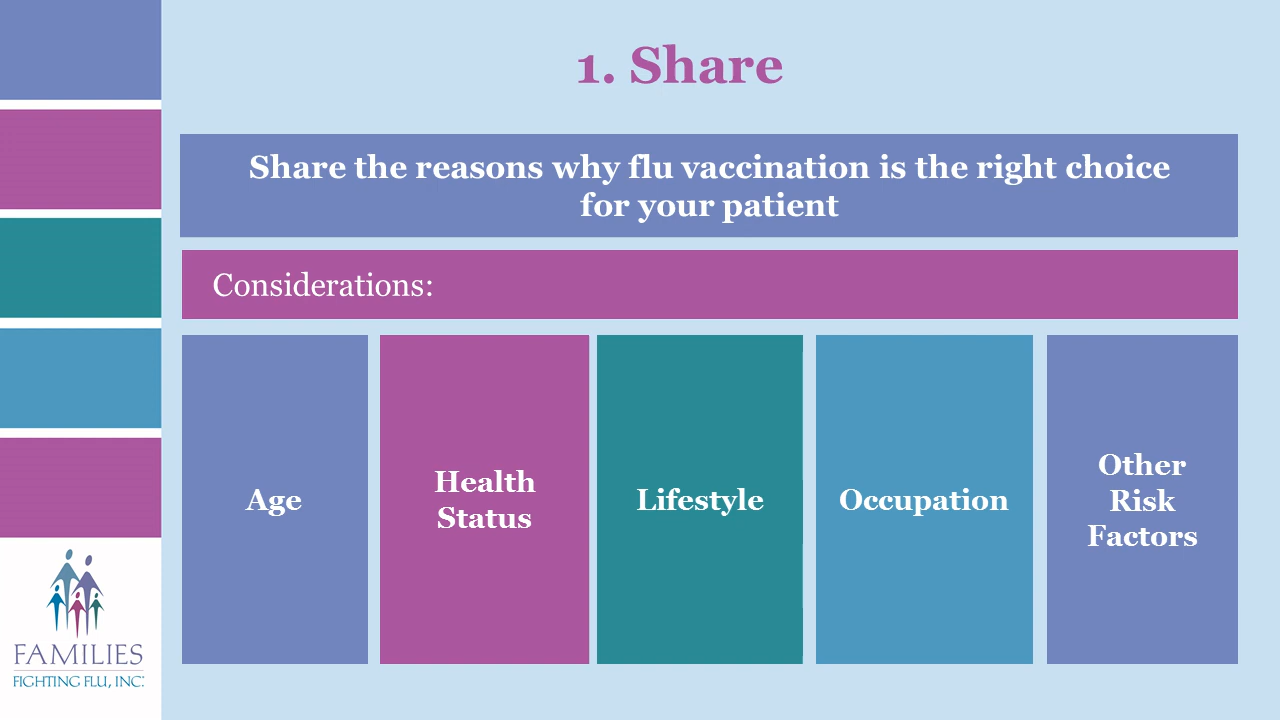 1. Share
Share the reasons why flu vaccination is the right choice
for your patient
Considerations:
Age
Health
Status
Lifestyle
Occupation
Other
Risk
Factors
FAMILIES
FIGHTING FLU, INC.